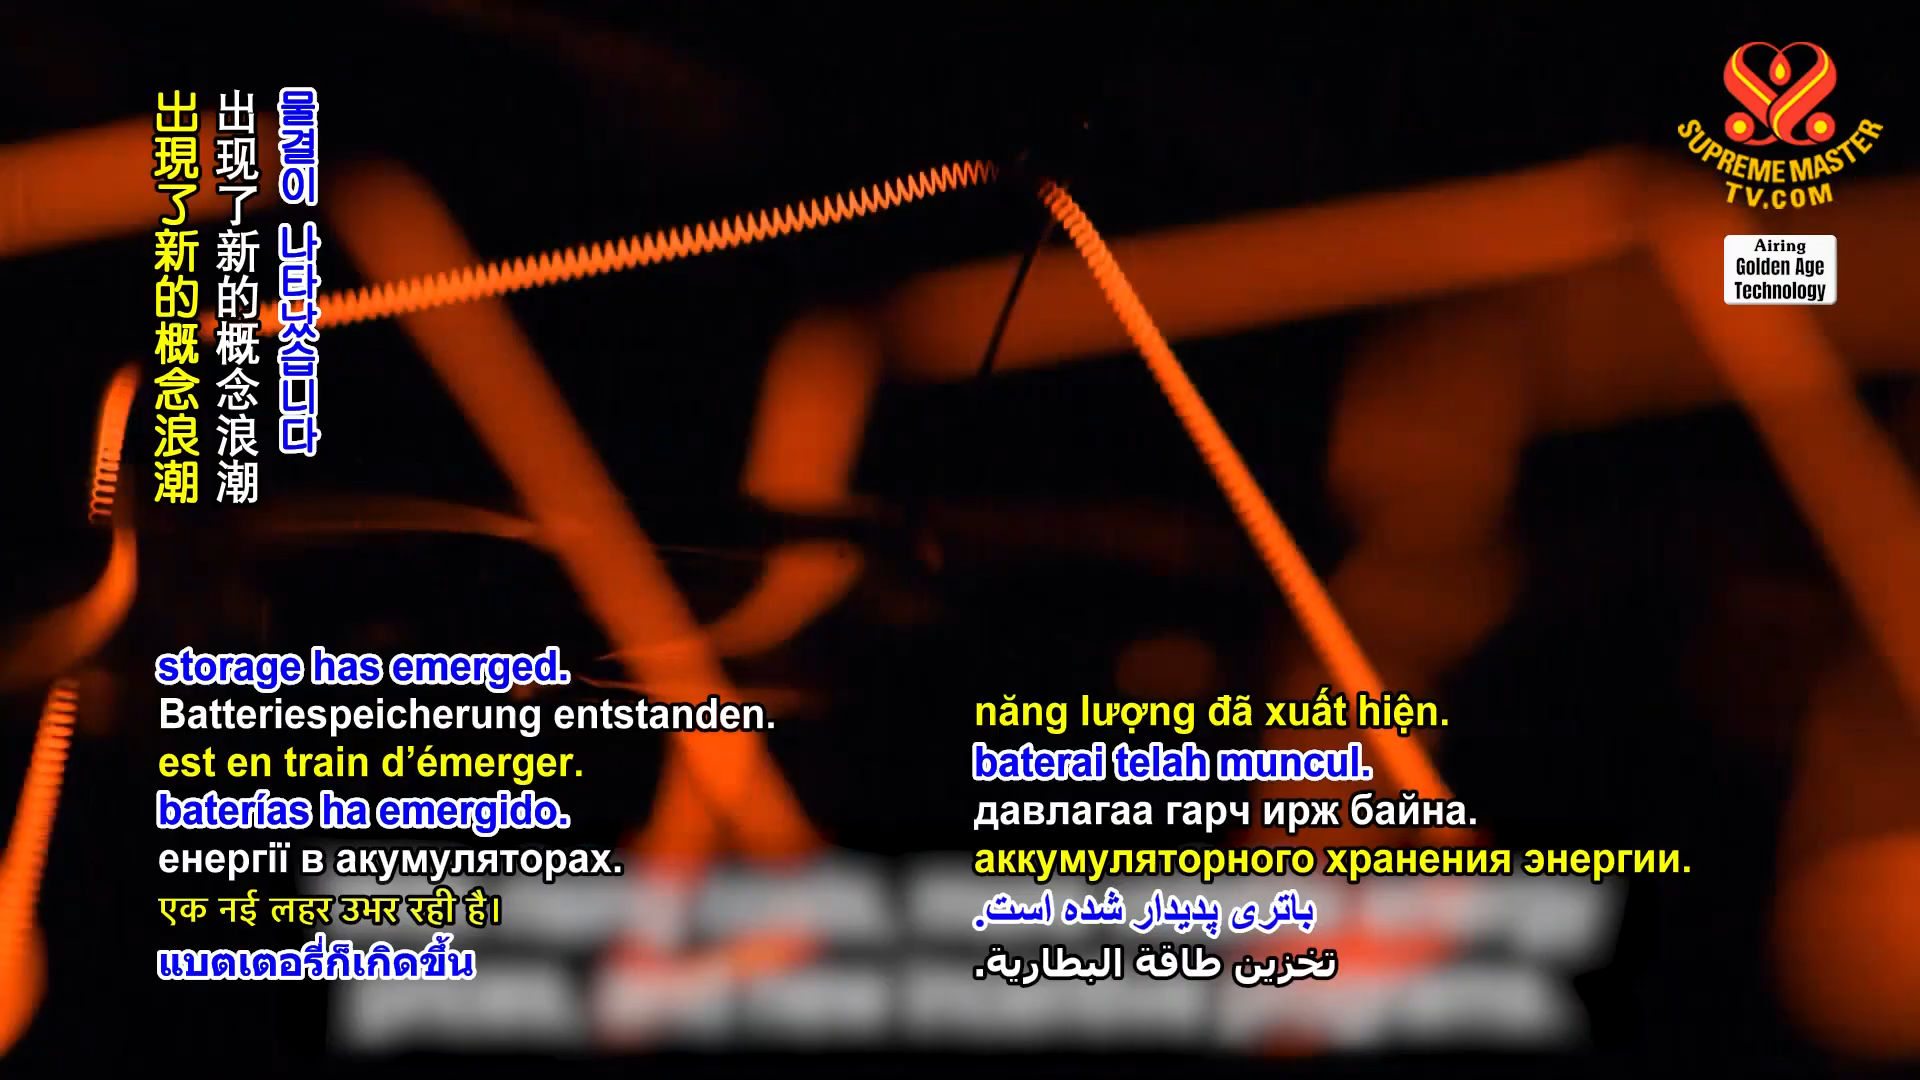 出現了新的概念浪潮
出现了新的概念浪潮
물결이 나타났습니다
SUPREME MASTER
TV.COM
Airing
Golden Age
Technology
storage has emerged.
Batteriespeicherung entstanden.
est en train d’émerger.
baterías ha emergido.
енергії в акумуляторах.
एक नई लहर उभर रही है।
แบตเตอรี่ก็เกิดขึ้น
năng lượng đã xuất hiện.
baterai telah muncul.
давлагаа гарч ирж байна.
аккумуляторного хранения энергии.
باتری پدیدار شده است.
تخزين طاقة البطارية.